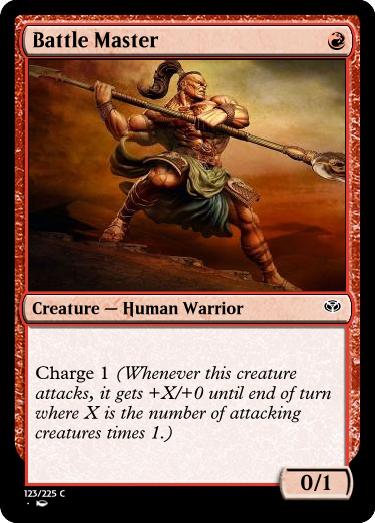 Battle Master
Creature — Human Warrior
Charge 1 (Whenever this creature
attacks, it gets +X/+0 until end of turn
where X is the number of attacking
creatures times 1.)
0/1
123/225 C